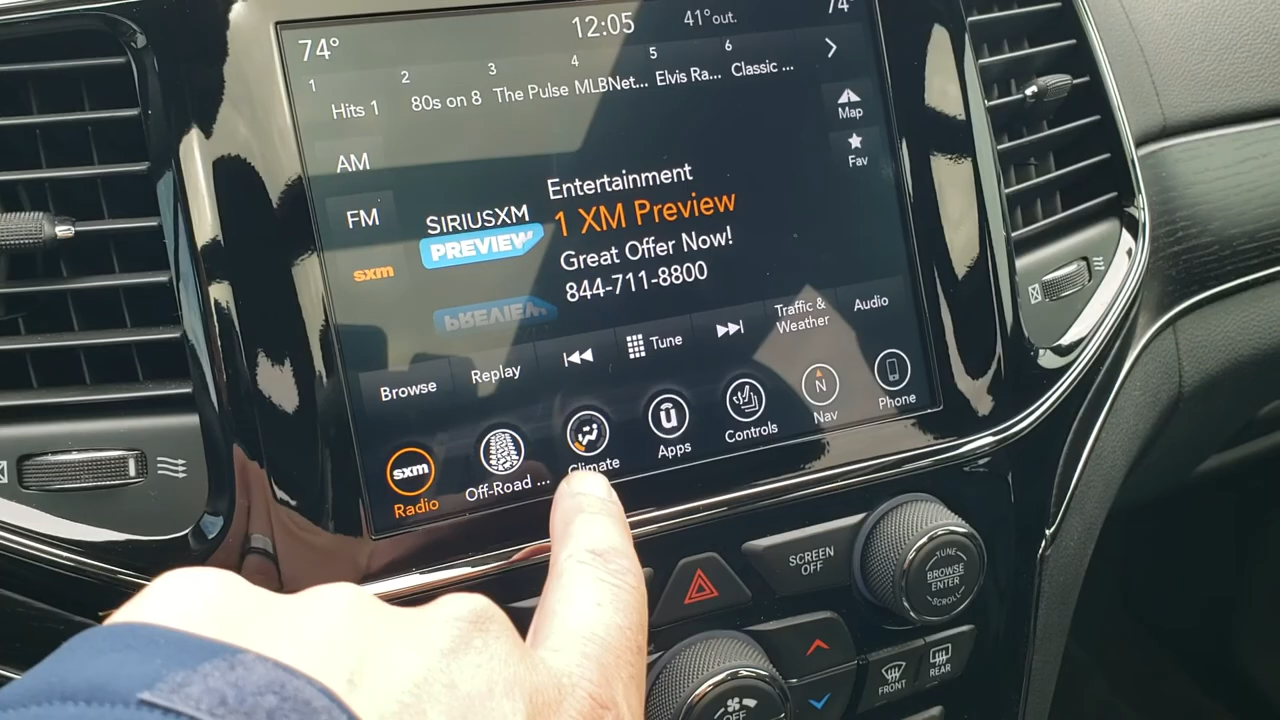 74°
12:05
41°out.
74°
1
2
3
4
5
6
Hits 1
80s on 8
The Pulse
MLBNet...
Elvis Ra...
Classic ...
AM
FM
sxm
Map
Fav
SIRIUSXM
PREVIEW
Entertainment
1 XM Preview
Great Offer Now!
844-711-8800
PREVIEW
Browse
Replay
Tune
Traffic &
Weather
Audio
sxm
Radio
Off-Road ...
Climate
Apps
Controls
N
Nav
Phone
SCREEN
OFF
TUNE
BROWSE
ENTER
SCROLL
FRONT
REAR
OFF